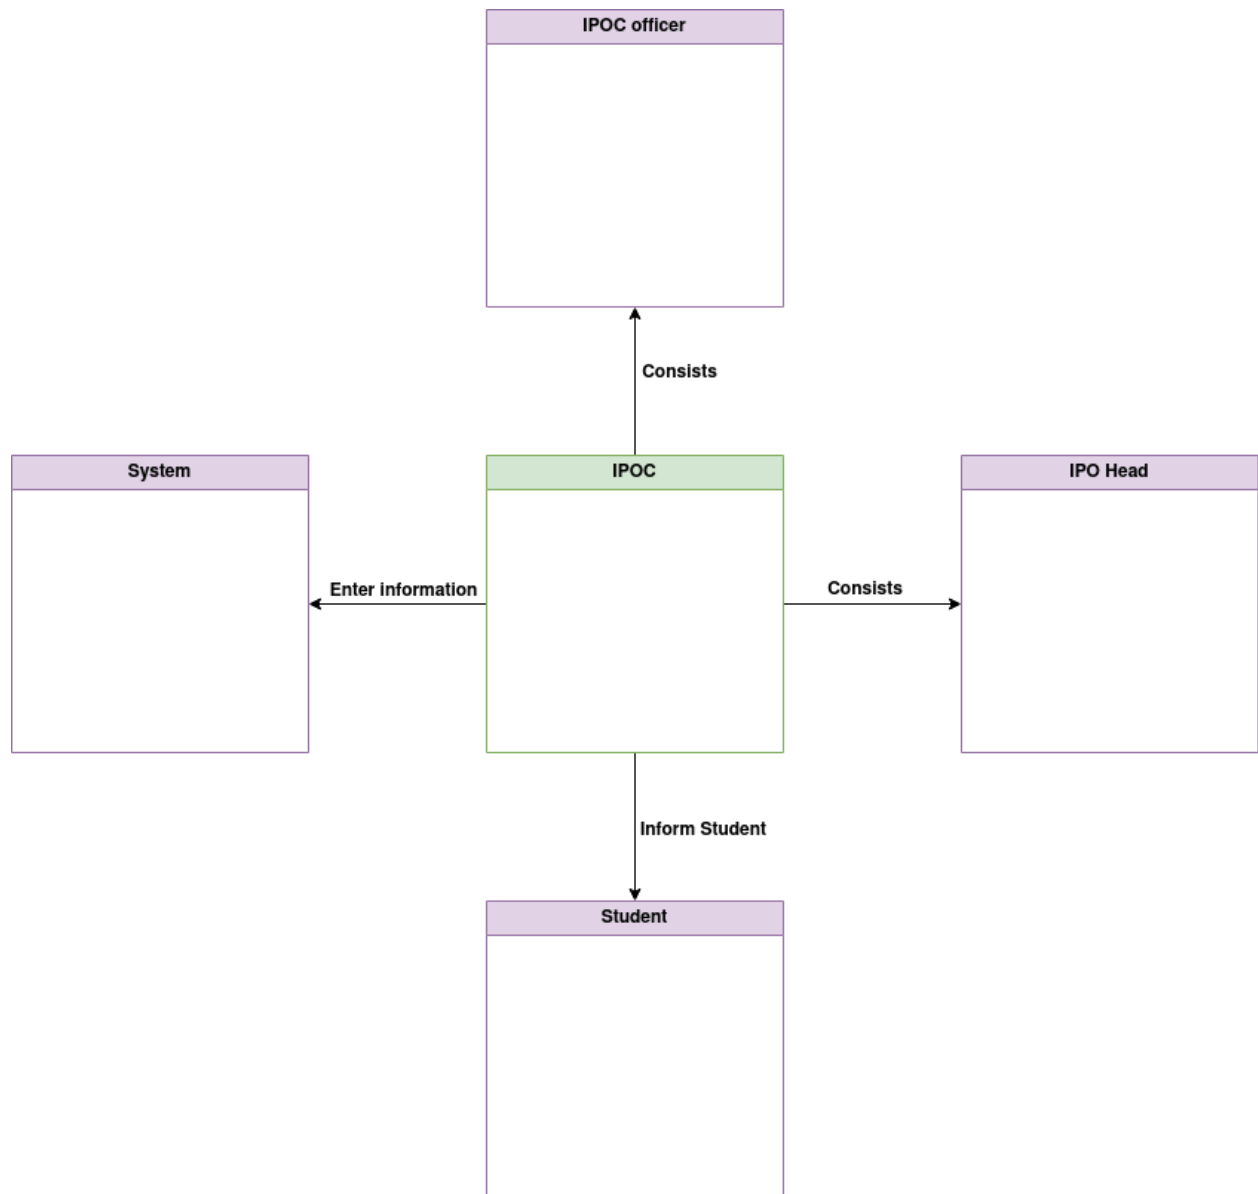 IPOC officer
Consists
System
IPOC
IPO Head
Enter information
Consists
Inform Student
Student